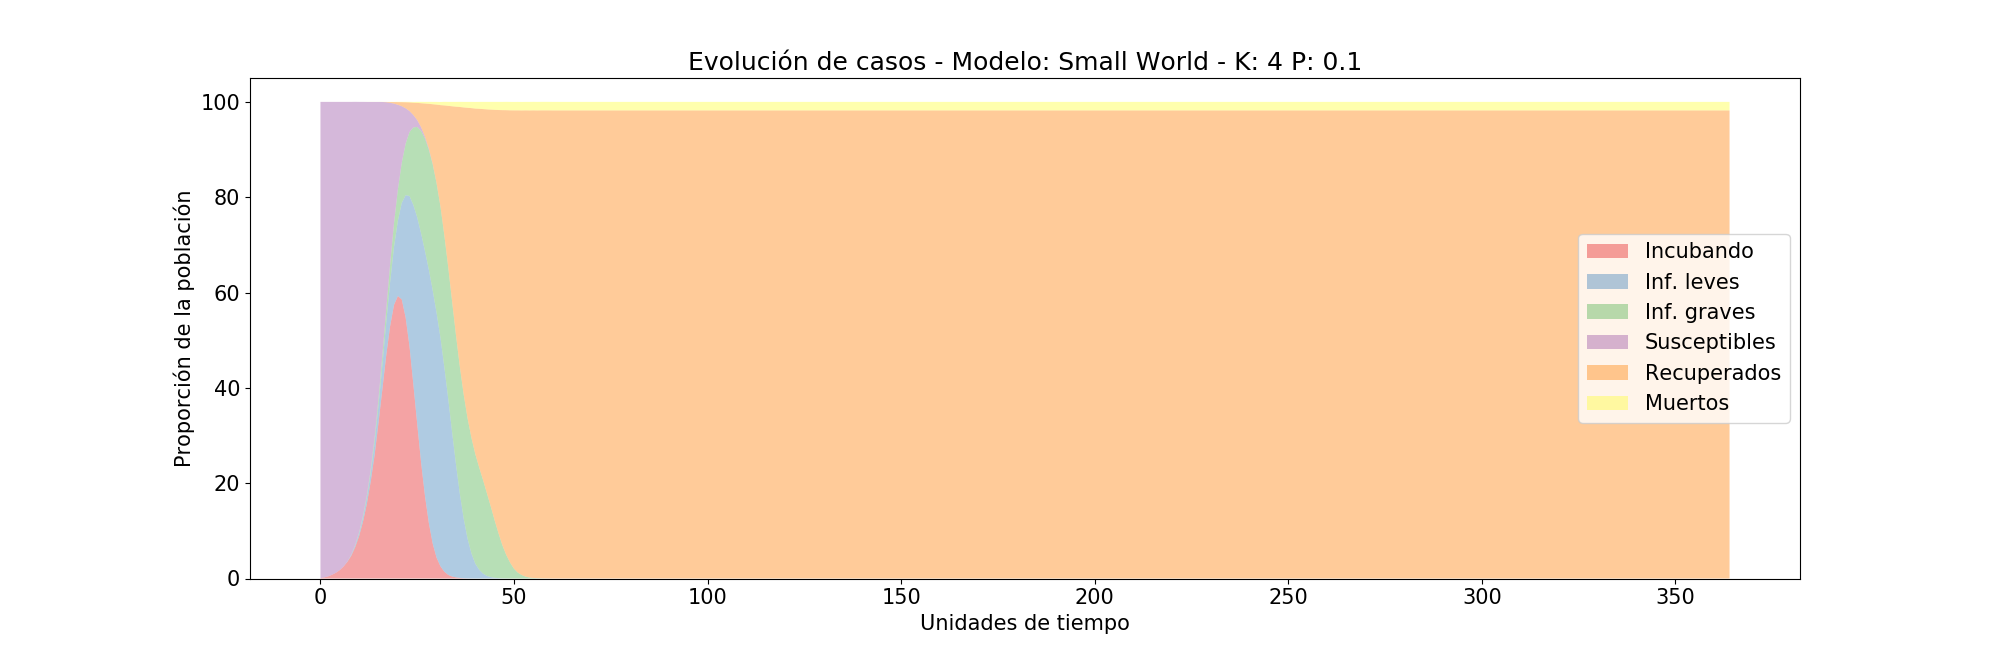 Evolución de casos - Modelo: Small World - K: 4 P: 0.1
Proporción de la población
100
80
60
40
20
0
0 50 100 150 200 250 300 350
Unidades de tiempo
Incubando
Inf. leves
Inf. graves
Susceptibles
Recuperados
Muertos